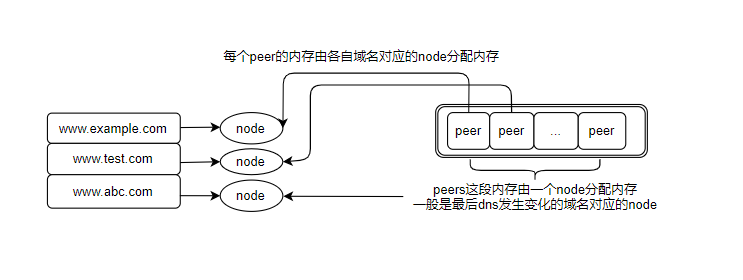 每个peer的内存由各自域名对应的node分配内存
www.example.com
node
www.test.com
node
www.abc.com
node
peer
peer
...
peer
peers这段内存由一个node分配内存
一般是最后dns发生变化的域名对应的node